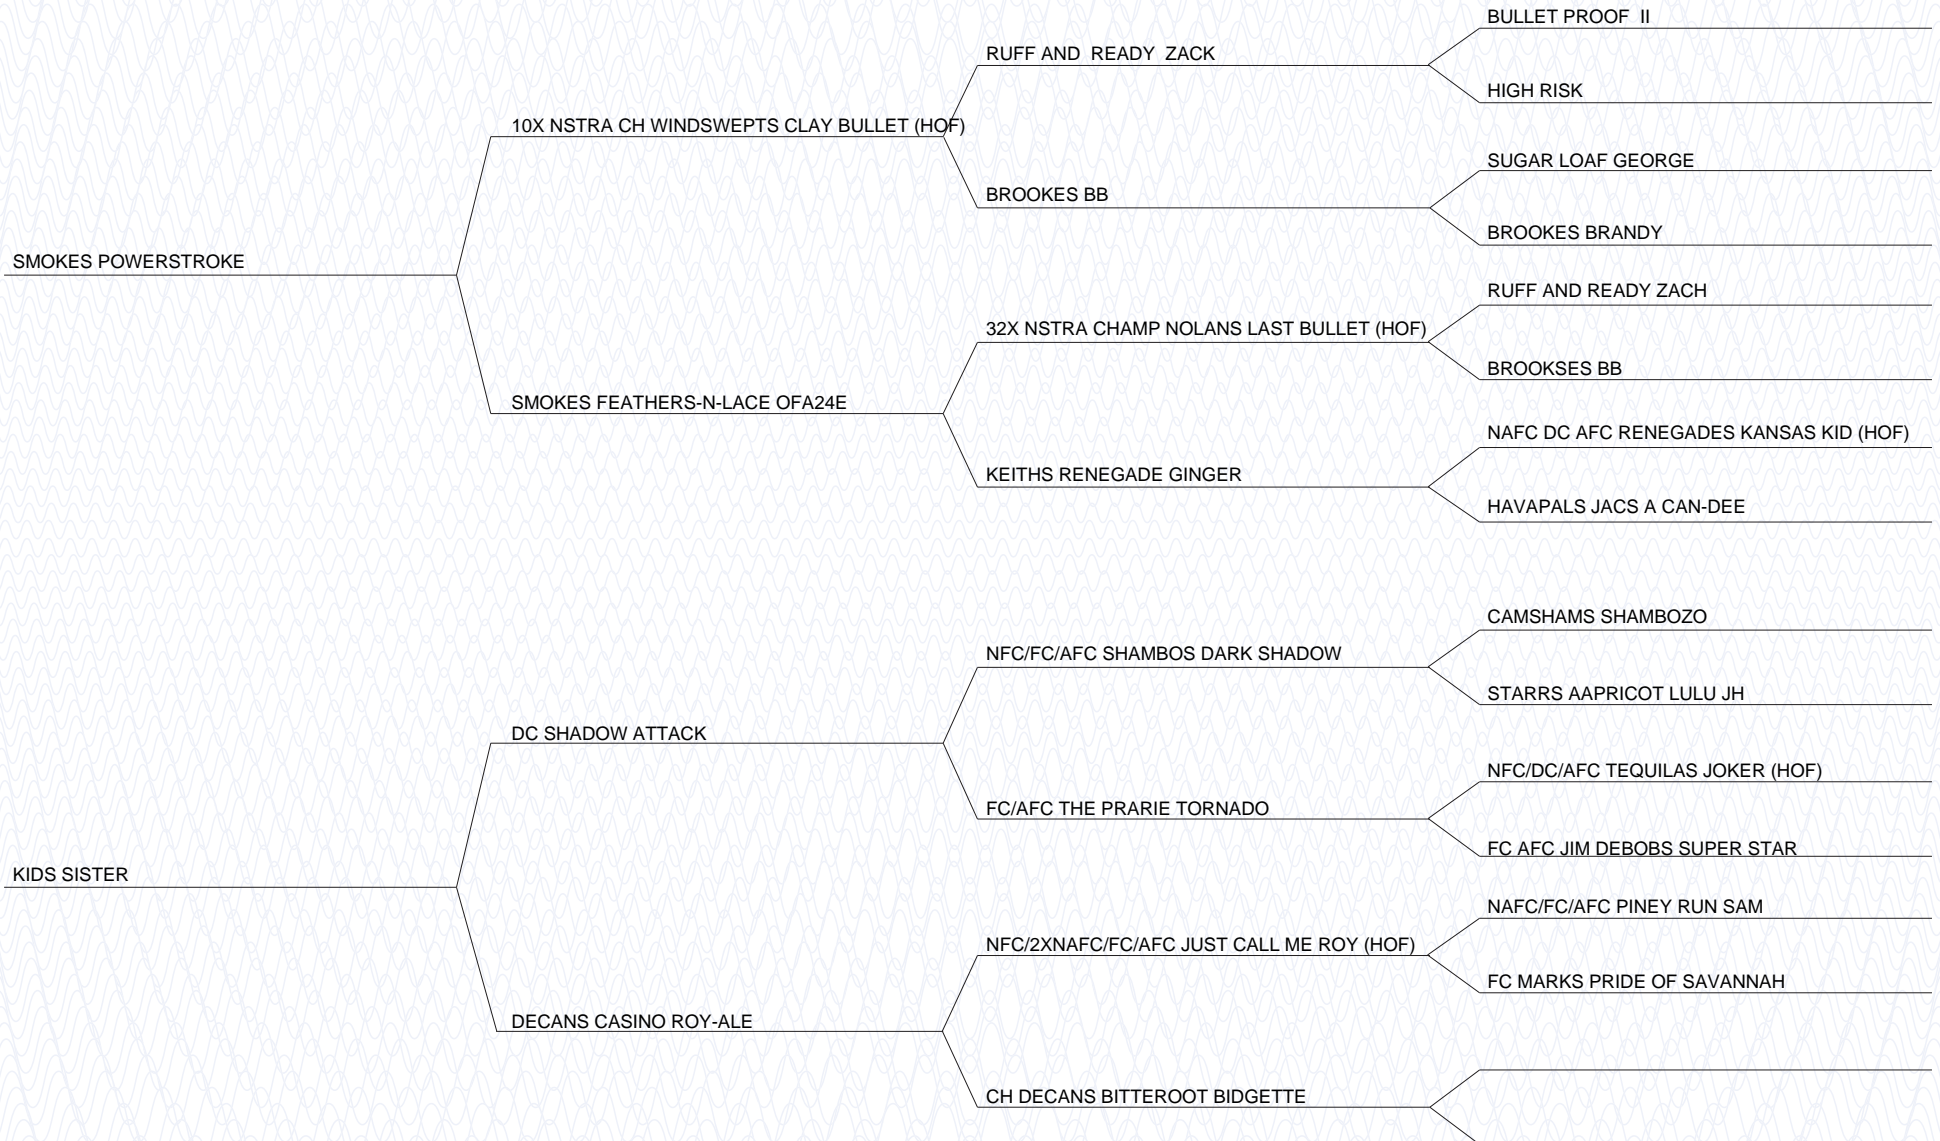 BULLET PROOF  II
RUFF AND  READY  ZACK
HIGH RISK
10X NSTRA CH WINDSWEPTS CLAY BULLET (HOF)
SUGAR LOAF GEORGE
BROOKES BB
BROOKES BRANDY
SMOKES POWERSTROKE
RUFF AND READY ZACH
32X NSTRA CHAMP NOLANS LAST BULLET (HOF)
BROOKSES BB
SMOKES FEATHERS-N-LACE OFA24E
NAFC DC AFC RENEGADES KANSAS KID (HOF)
KEITHS RENEGADE GINGER
HAVAPALS JACS A CAN-DEE
CAMSHAMS SHAMBOZO
NFC/FC/AFC SHAMBOS DARK SHADOW
STARRS AAPRICOT LULU JH
DC SHADOW ATTACK
NFC/DC/AFC TEQUILAS JOKER (HOF)
FC/AFC THE PRARIE TORNADO
FC AFC JIM DEBOBS SUPER STAR
KIDS SISTER
NAFC/FC/AFC PINEY RUN SAM
NFC/2XNAFC/FC/AFC JUST CALL ME ROY (HOF)
FC MARKS PRIDE OF SAVANNAH
DECANS CASINO ROY-ALE
CH DECANS BITTEROOT BIDGETTE